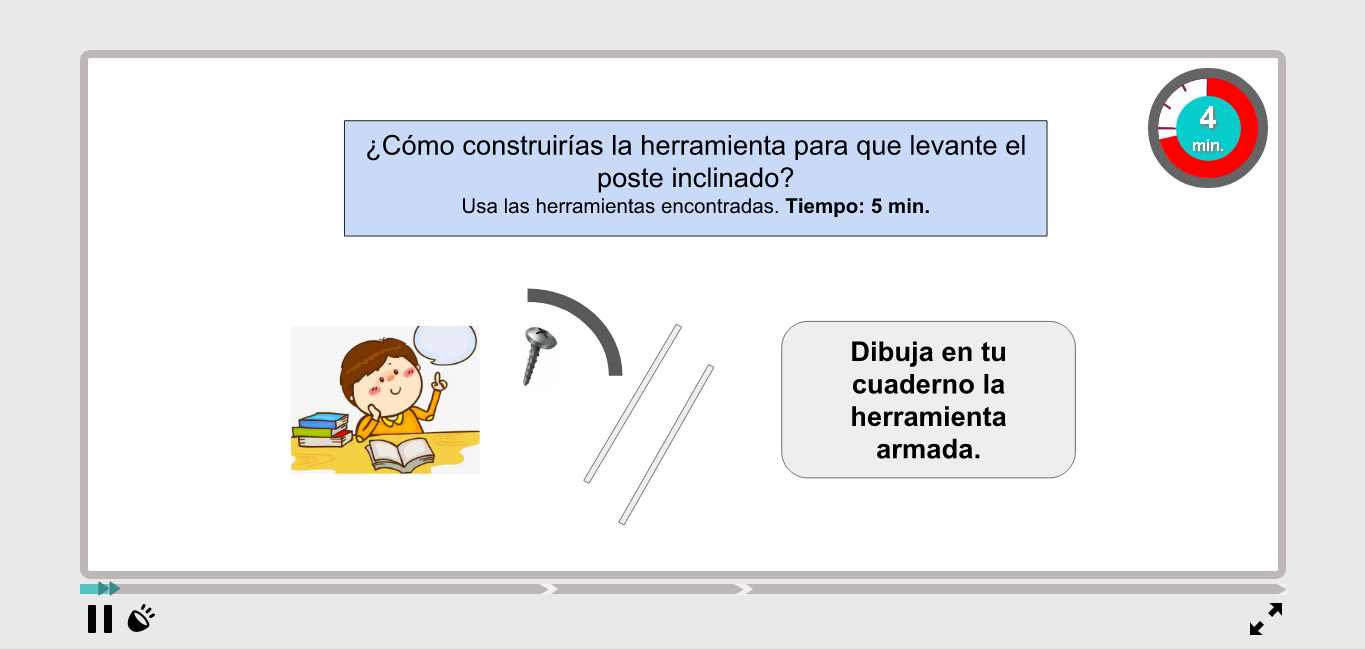 ¿Cómo construirías la herramienta para que levante el
poste inclinado?
Usa las herramientas encontradas. Tiempo: 5 min.
4
min.
Dibuja en tu
cuaderno la
herramienta
armada.